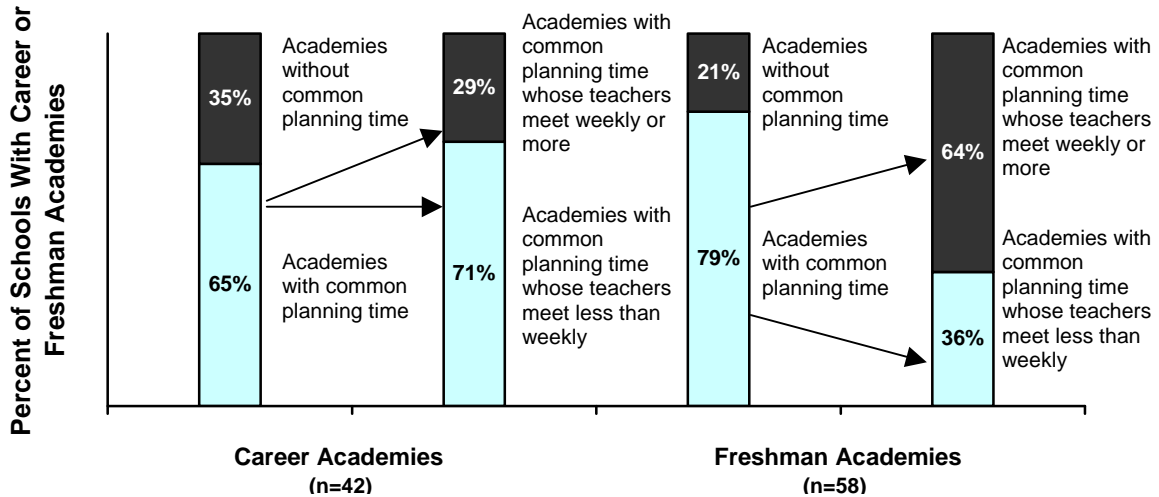 Percent of Schools With Career or
Freshman Academies
35%
65%
Academies
without
common
planning time
Academies
with common
planning time
29%
71%
Academies with
common
planning time
whose teachers
meet weekly or
more
Academies with
common
planning time
whose teachers
meet less than
weekly
21%
79%
Academies
without
common
planning time
Academies
with common
planning time
64%
36%
Academies with
common
planning time
whose teachers
meet weekly or
more
Academies with
common
planning time
whose teachers
meet less than
weekly
Career Academies
(n=42)
Freshman Academies
(n=58)